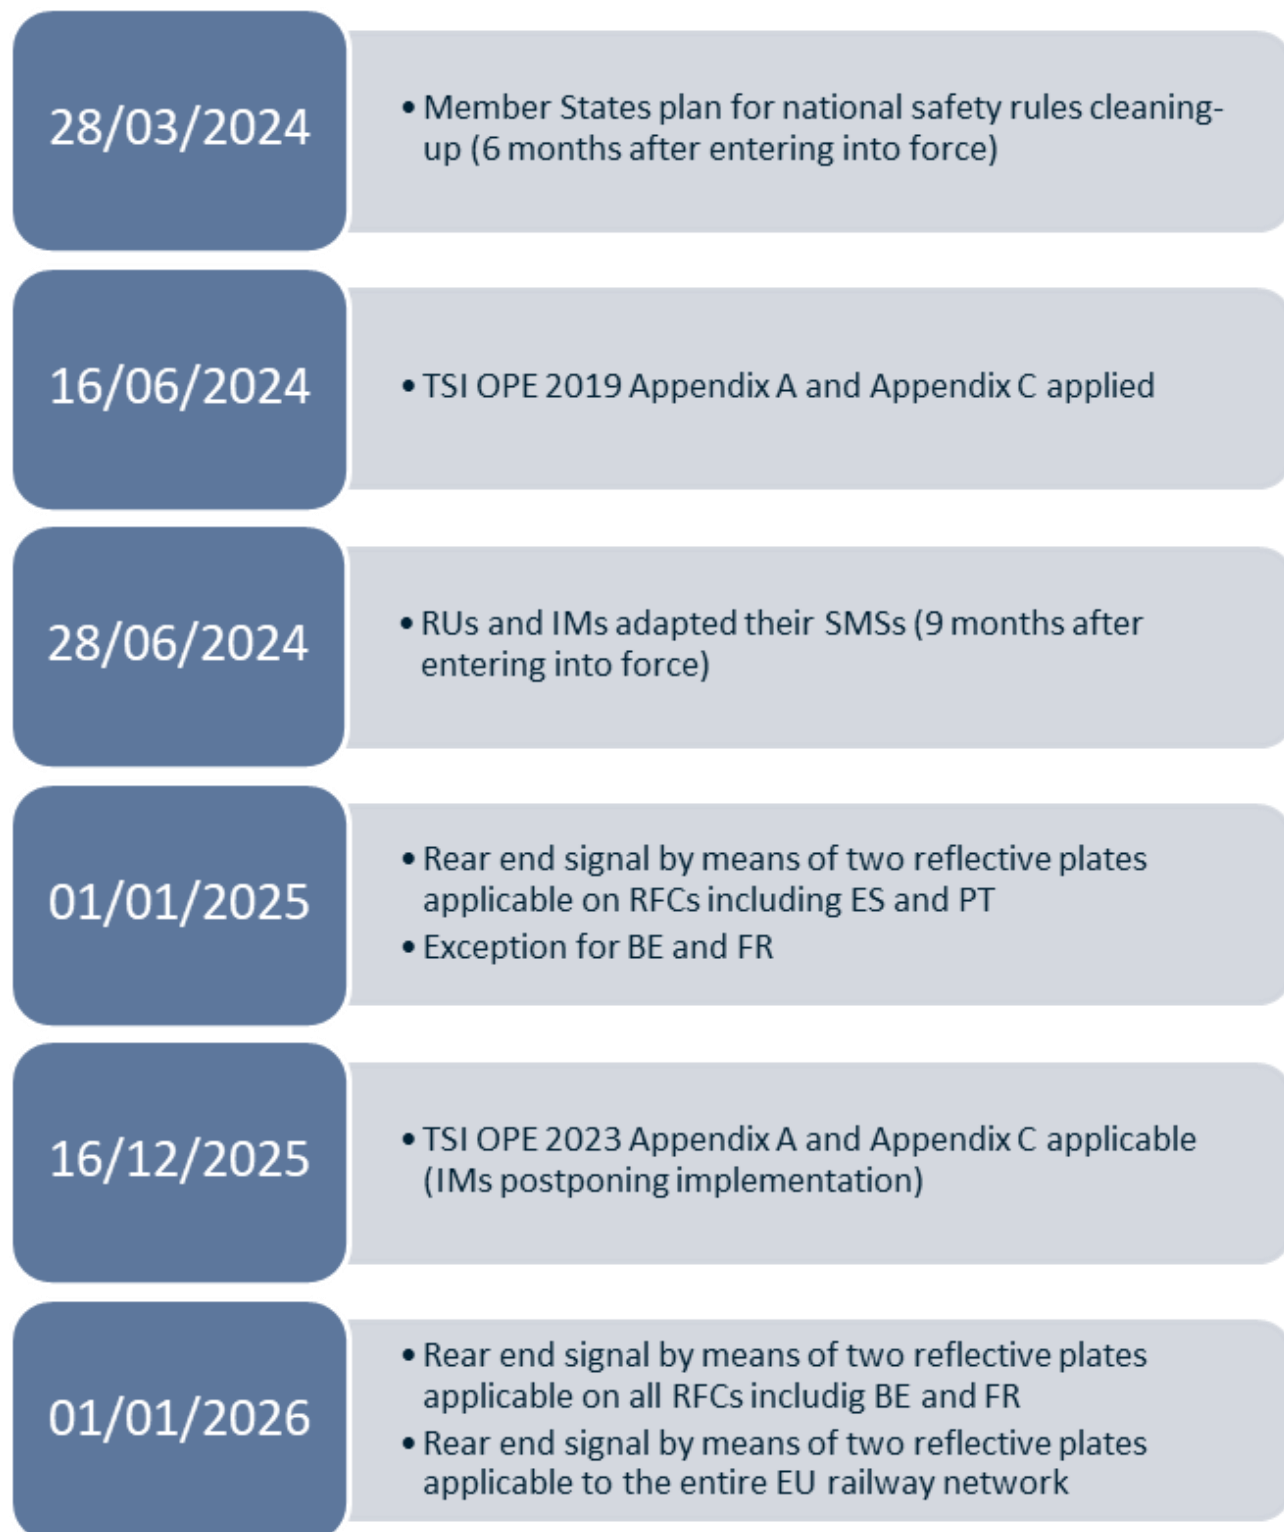 28/03/2024
• Member States plan for national safety rules cleaning-
up (6 months after entering into force)
16/06/2024
• TSI OPE 2019 Appendix A and Appendix C applied
28/06/2024
• RUs and IMs adapted their SMSs (9 months after
entering into force)
01/01/2025
• Rear end signal by means of two reflective plates
applicable on RFCs including ES and PT
• Exception for BE and FR
16/12/2025
• TSI OPE 2023 Appendix A and Appendix C applicable
(IMs postponing implementation)
01/01/2026
• Rear end signal by means of two reflective plates
applicable on all RFCs includig BE and FR
• Rear end signal by means of two reflective plates
applicable to the entire EU railway network